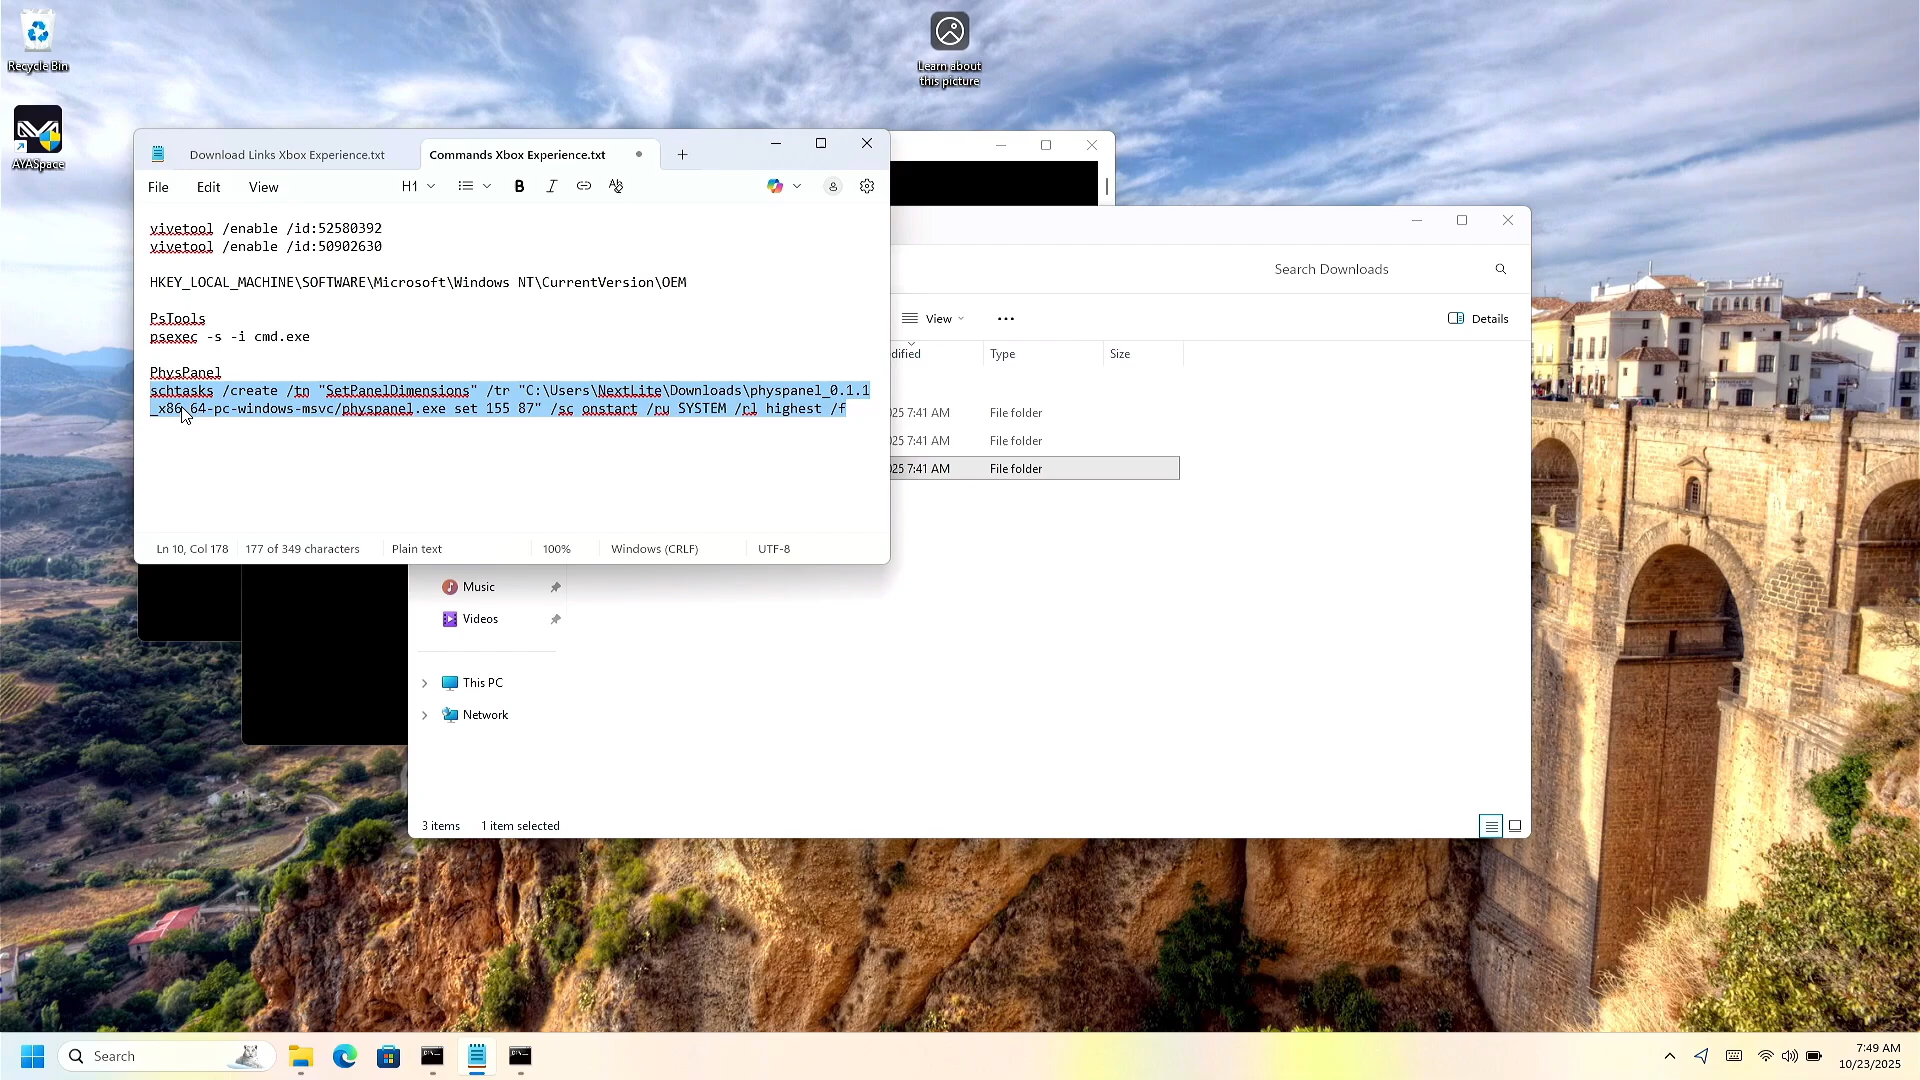 Recycle Bin
AYASpace
Learn about
this picture
Download Links Xbox Experience.txt
Commands Xbox Experience.txt
File
Edit
View
H1
B
I
vivetool /enable /id:52580392
vivetool /enable /id:50902630
HKEY_LOCAL_MACHINE\SOFTWARE\Microsoft\Windows NT\CurrentVersion\OEM
PsTools
psexec -s -i cmd.exe
PhysPanel
schtasks /create /tn "SetPanelDimensions" /tr "C:\Users\NextLite\Downloads\physpanel_0.1.1
_x86_64-pc-windows-msvc/physpanel.exe set 155 87" /sc onstart /ru SYSTEM /rl highest /f
Ln 10, Col 178
177 of 349 characters
Plain text
100%
Windows (CRLF)
UTF-8
Search Downloads
View
Details
dified
Type
Size
025 7:41 AM
File folder
025 7:41 AM
File folder
025 7:41 AM
File folder
Music
Videos
This PC
Network
3 items
1 item selected
Search
7:49 AM
10/23/2025